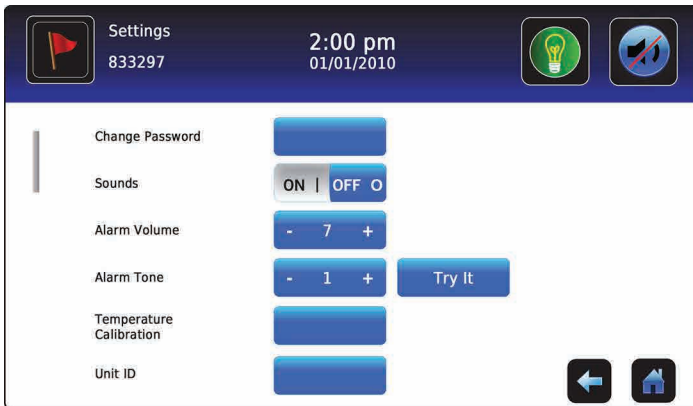 Settings
833297
2:00 pm
01/01/2010
Change Password
Sounds
ON | OFF O
Alarm Volume
- 7 +
Alarm Tone
- 1 + Try It
Temperature
Calibration
Unit ID